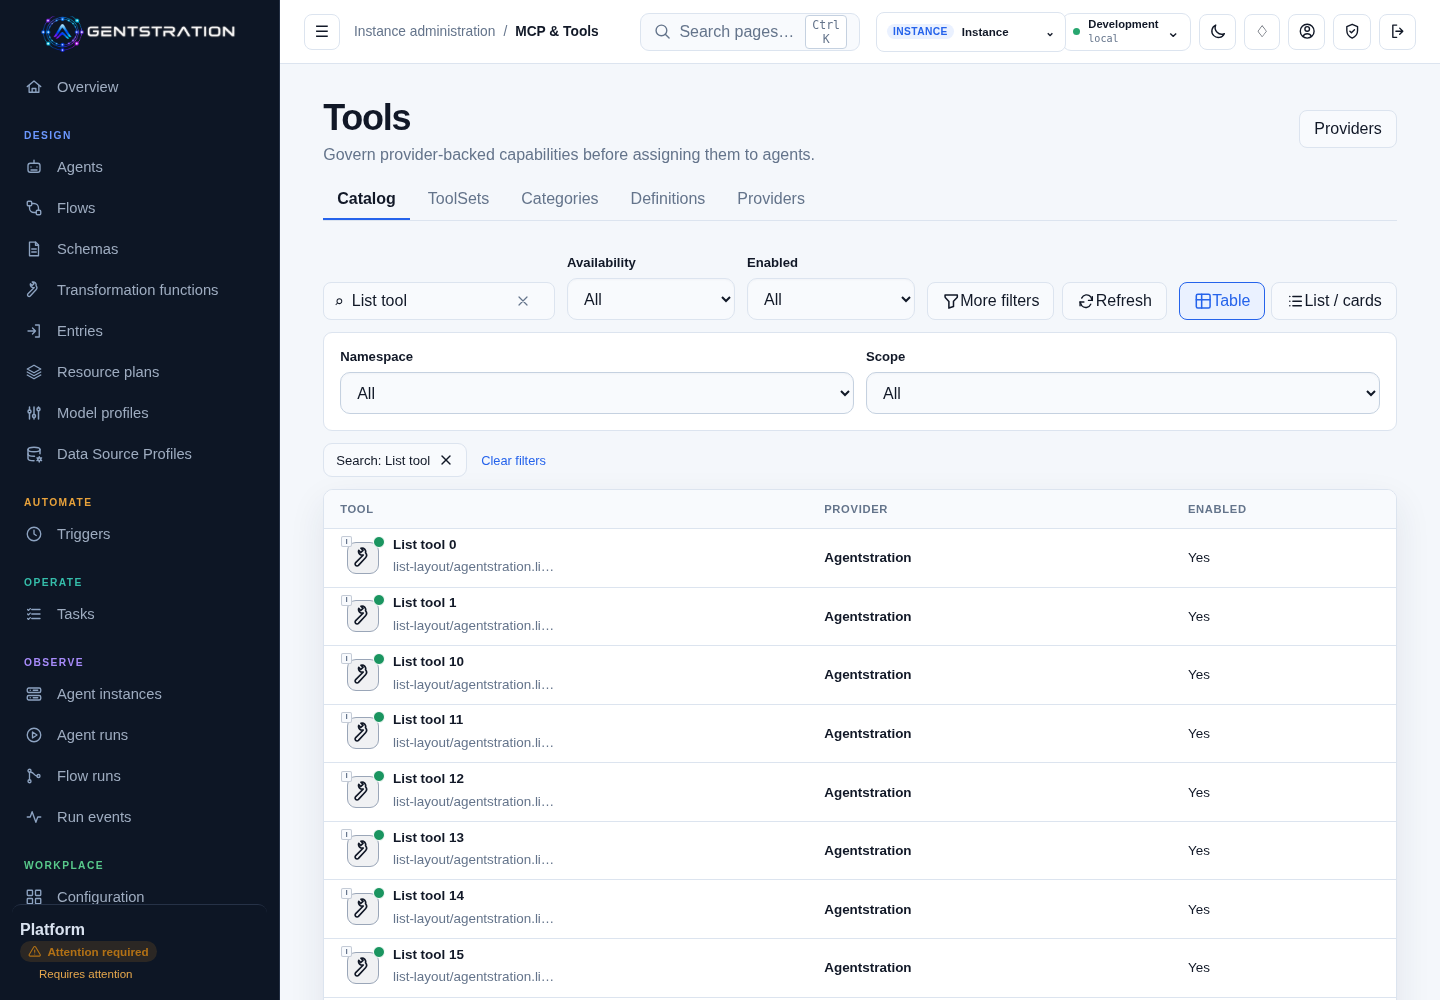 GENTSTRATION
Overview
DESIGN
Agents
Flows
Schemas
Transformation functions
Entries
Resource plans
Model profiles
Data Source Profiles
AUTOMATE
Triggers
OPERATE
Tasks
OBSERVE
Agent instances
Agent runs
Flow runs
Run events
WORKPLACE
Configuration
Platform
Attention required
Requires attention
Instance administration / MCP & Tools
Search pages…
Ctrl
K
INSTANCE Instance
Development
local
Tools
Govern provider-backed capabilities before assigning them to agents.
Providers
Catalog ToolSets Categories Definitions Providers
List tool
Availability
All
Enabled
All
More filters
Refresh
Table
List / cards
Namespace
All
Scope
All
Search: List tool
Clear filters
TOOL PROVIDER ENABLED
I
List tool 0
list-layout/agentstration.li…
Agentstration
Yes
I
List tool 1
list-layout/agentstration.li…
Agentstration
Yes
I
List tool 10
list-layout/agentstration.li…
Agentstration
Yes
I
List tool 11
list-layout/agentstration.li…
Agentstration
Yes
I
List tool 12
list-layout/agentstration.li…
Agentstration
Yes
I
List tool 13
list-layout/agentstration.li…
Agentstration
Yes
I
List tool 14
list-layout/agentstration.li…
Agentstration
Yes
I
List tool 15
list-layout/agentstration.li…
Agentstration
Yes